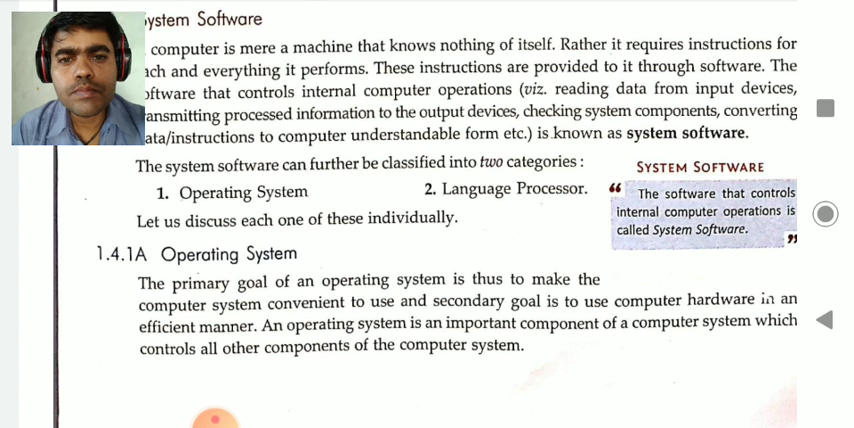 ystem Software
computer is mere a machine that knows nothing of itself. Rather it requires instructions for
ach and everything it performs. These instructions are provided to it through software. The
oftware that controls internal computer operations (viz. reading data from input devices,
ransmitting processed information to the output devices, checking system components, converting
ata/instructions to computer understandable form etc.) is known as system software.
The system software can further be classified into two categories :
1. Operating System 2. Language Processor.
Let us discuss each one of these individually.
SYSTEM SOFTWARE
“ The software that controls
internal computer operations is
called System Software. ”
1.4.1A Operating System
The primary goal of an operating system is thus to make the
computer system convenient to use and secondary goal is to use computer hardware in an
efficient manner. An operating system is an important component of a computer system which
controls all other components of the computer system.